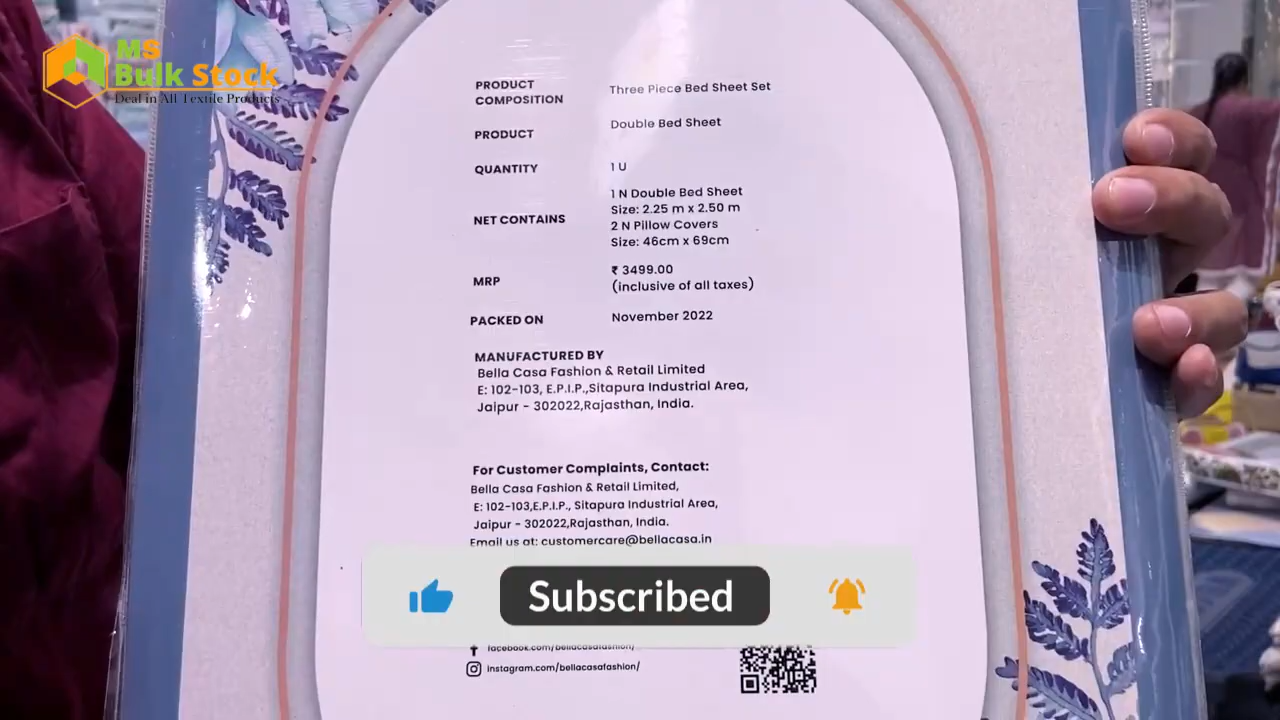 MS
Bulk Stock
Deal in All Textile Products
PRODUCT COMPOSITION Three Piece Bed Sheet Set
PRODUCT Double Bed Sheet
QUANTITY 1 U
NET CONTAINS 1 N Double Bed Sheet
Size: 2.25 m x 2.50 m
2 N Pillow Covers
Size: 46cm x 69cm
MRP ₹ 3499.00
(inclusive of all taxes)
PACKED ON November 2022
MANUFACTURED BY
Bella Casa Fashion & Retail Limited
E: 102-103, E.P.I.P.,Sitapura Industrial Area,
Jaipur - 302022,Rajasthan, India.
For Customer Complaints, Contact:
Bella Casa Fashion & Retail Limited,
E: 102-103,E.P.I.P., Sitapura Industrial Area,
Jaipur - 302022,Rajasthan, India.
Email us at: customercare@bellacasa.in
Subscribed
facebook.com/bellacasafashion/
instagram.com/bellacasafashion/